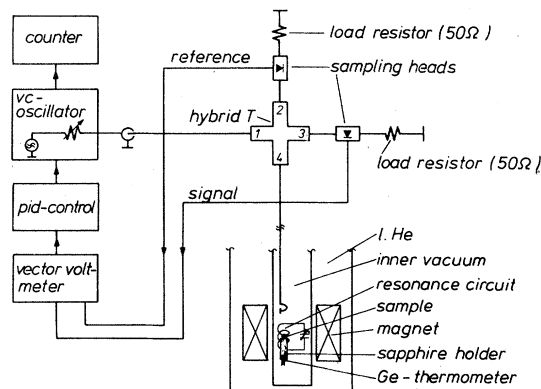 counter
load resistor (50Ω)
reference
sampling heads
vc-
oscillator
hybrid T
2
1
3
4
load resistor (50Ω)
pid-control
signal
l. He
vector volt-
meter
inner vacuum
resonance circuit
sample
magnet
sapphire holder
Ge-thermometer